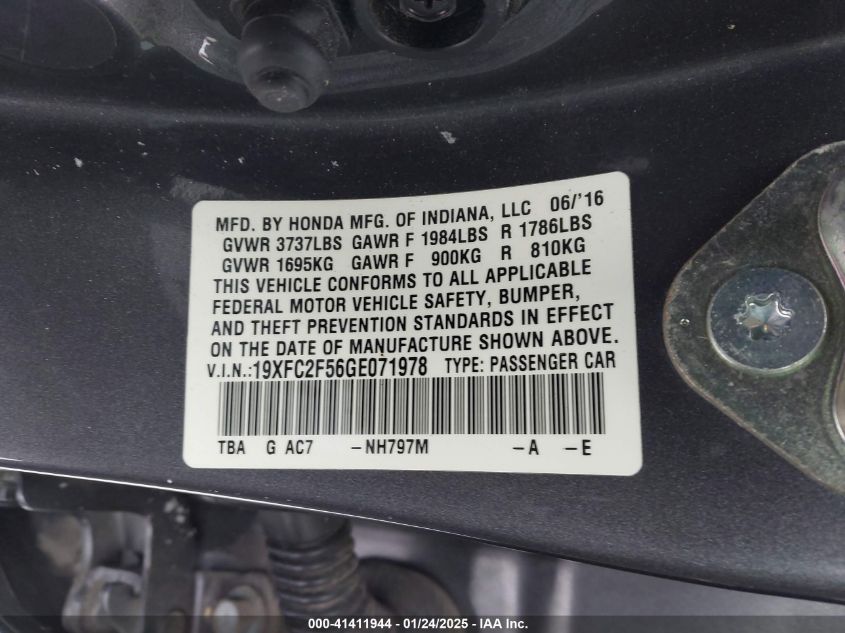 MFD. BY HONDA MFG. OF INDIANA, LLC 06/'16
GVWR 3737LBS GAWR F 1984LBS R 1786LBS
GVWR 1695KG GAWR F 900KG R 810KG
THIS VEHICLE CONFORMS TO ALL APPLICABLE
FEDERAL MOTOR VEHICLE SAFETY, BUMPER,
AND THEFT PREVENTION STANDARDS IN EFFECT
ON THE DATE OF MANUFACTURE SHOWN ABOVE.
V.I.N.:19XFC2F56GE071978 TYPE: PASSENGER CAR
TBA G AC7 -NH797M -A -E
000-41411944 - 01/24/2025 - IAA Inc.